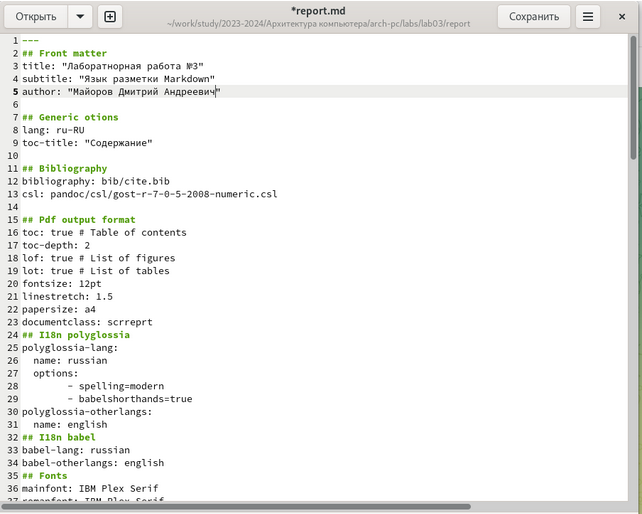 *report.md
Открыть
~/work/study/2023-2024/Архитектура компьютера/arch-pc/labs/lab03/report
Сохранить
1 ---
2 ## Front matter
3 title: "Лаборатнорная работа №3"
4 subtitle: "Язык разметки Markdown"
5 author: "Майоров Дмитрий Андреевич"
6
7 ## Generic otions
8 lang: ru-RU
9 toc-title: "Содержание"
10
11 ## Bibliography
12 bibliography: bib/cite.bib
13 csl: pandoc/csl/gost-r-7-0-5-2008-numeric.csl
14
15 ## Pdf output format
16 toc: true # Table of contents
17 toc-depth: 2
18 lof: true # List of figures
19 lot: true # List of tables
20 fontsize: 12pt
21 linestretch: 1.5
22 papersize: a4
23 documentclass: scrreprt
24 ## I18n polyglossia
25 polyglossia-lang:
26   name: russian
27   options:
28         - spelling=modern
29         - babelshorthands=true
30 polyglossia-otherlangs:
31   name: english
32 ## I18n babel
33 babel-lang: russian
34 babel-otherlangs: english
35 ## Fonts
36 mainfont: IBM Plex Serif
37 romanfont: IBM Plex Serif